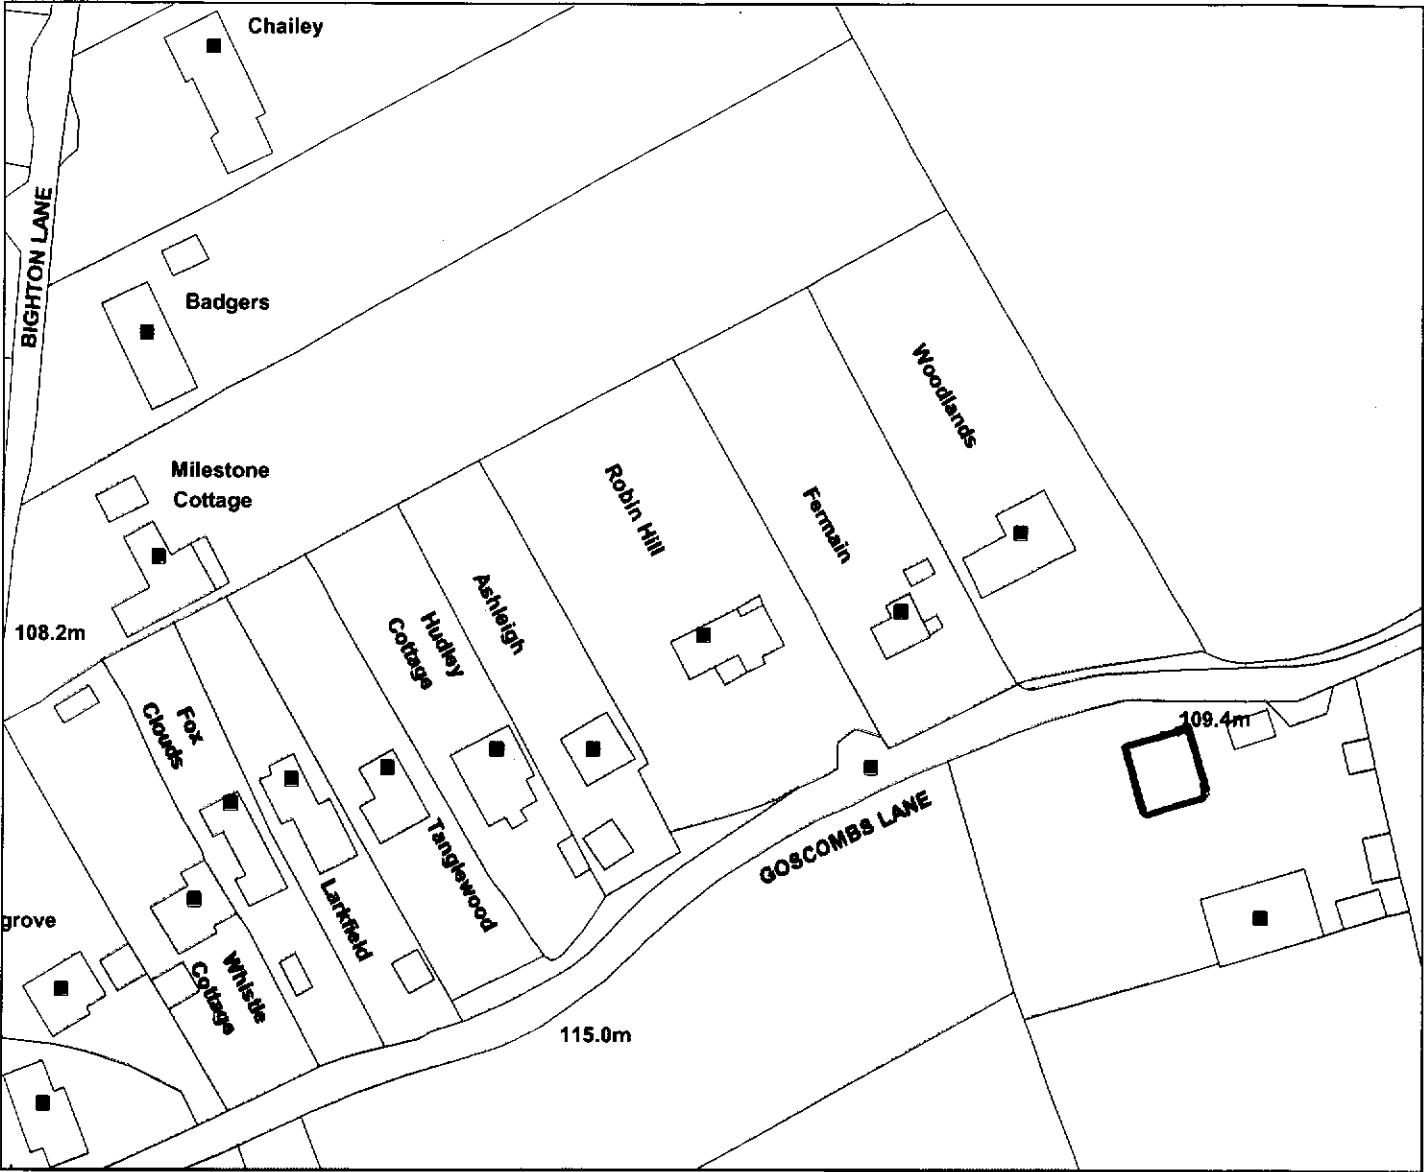 Chailey
BIGHTON LANE
Badgers
Woodlands
Milestone
Cottage
Robin Hill
Fermain
Ashleigh
Hudley
Cottage
108.2m
Fox
Clouds
109.4m
GOSCOMBS LANE
Tanglewood
Larkfield
grove
Whistle
Cottage
115.0m